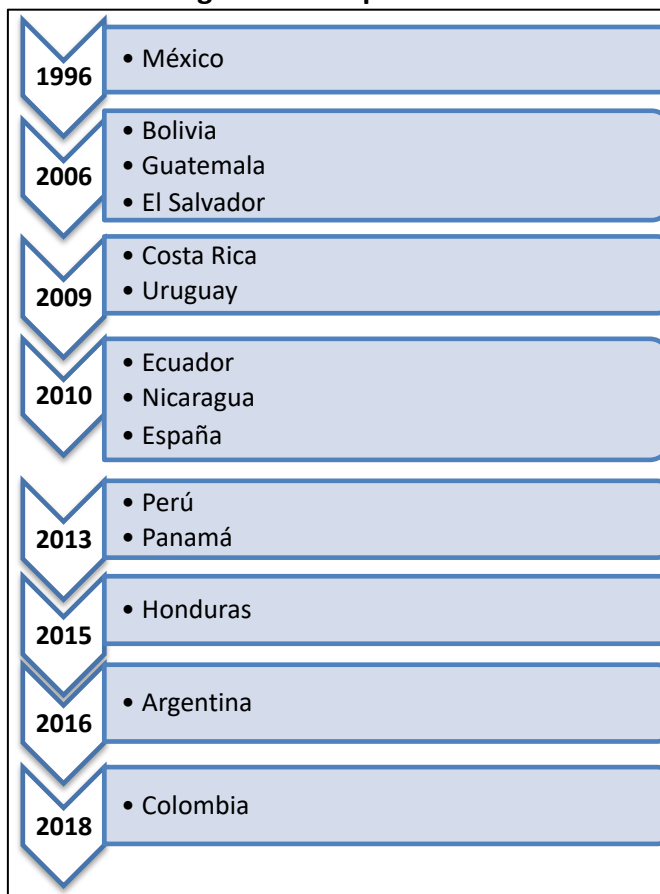 1996
• México
2006
• Bolivia
• Guatemala
• El Salvador
2009
• Costa Rica
• Uruguay
2010
• Ecuador
• Nicaragua
• España
2013
• Perú
• Panamá
2015
• Honduras
2016
• Argentina
2018
• Colombia